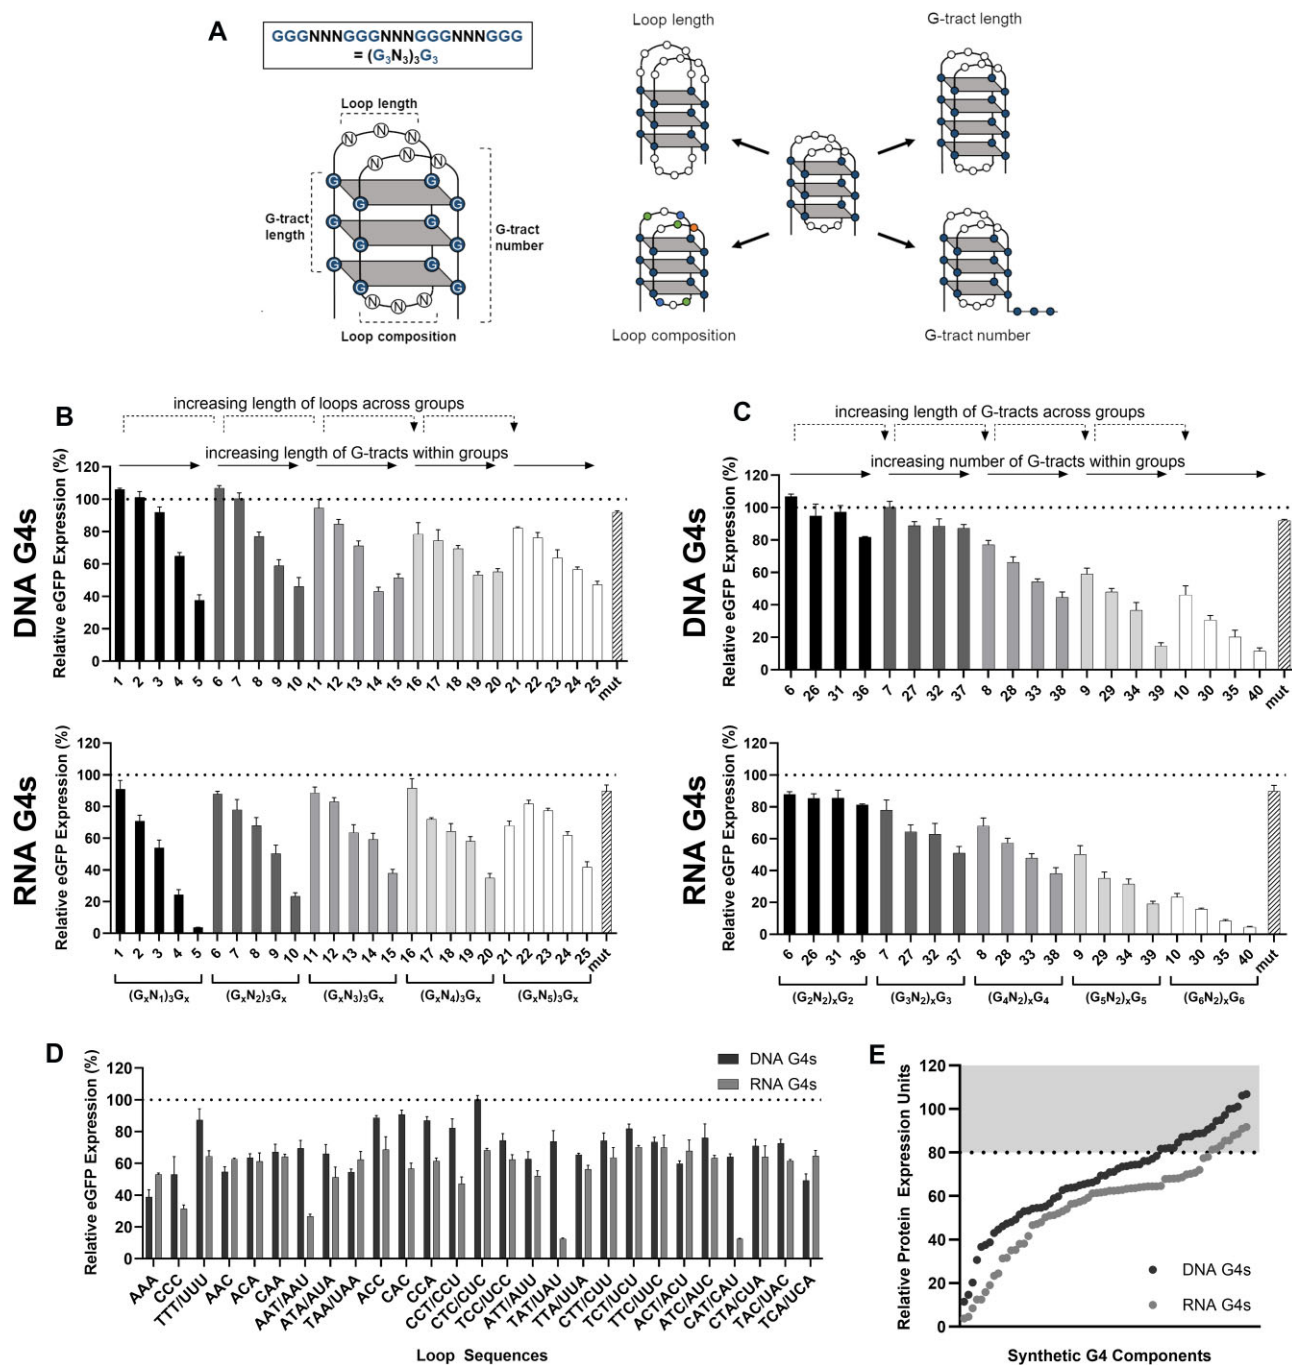 A
GGGNNNGGGNNNGGGNNNGGG
= (G3N3)3G3
Loop length
N N N
N N N
G G
G G
G G
G G
G G
G G
N N N
G-tract
length
G-tract
number
Loop composition
Loop length
G-tract length
Loop composition
G-tract number
B
increasing length of loops across groups
increasing length of G-tracts within groups
DNA G4s
Relative eGFP Expression (%)
120
100
80
60
40
20
0
1 2 3 4 5 6 7 8 9 10 11 12 13 14 15 16 17 18 19 20 21 22 23 24 25 mut
RNA G4s
Relative eGFP Expression (%)
120
100
80
60
40
20
0
1 2 3 4 5 6 7 8 9 10 11 12 13 14 15 16 17 18 19 20 21 22 23 24 25 mut
(GxN1)3Gx (GxN2)3Gx (GxN3)3Gx (GxN4)3Gx (GxN5)3Gx
C
increasing length of G-tracts across groups
increasing number of G-tracts within groups
DNA G4s
Relative eGFP Expression (%)
120
100
80
60
40
20
0
6 26 31 36 7 27 32 37 8 28 33 38 9 29 34 39 10 30 35 40 mut
RNA G4s
Relative eGFP Expression (%)
120
100
80
60
40
20
0
6 26 31 36 7 27 32 37 8 28 33 38 9 29 34 39 10 30 35 40 mut
(G2N2)xG2 (G3N2)xG3 (G4N2)xG4 (G5N2)xG5 (G6N2)xG6
D
Relative eGFP Expression (%)
120
100
80
60
40
20
0
DNA G4s
RNA G4s
AAA CCC TTT/UUU AAC ACA CAA AAT/AAU ATA/AUA TAA/UAA ACC CAC CCA CCT/CCU CTC/CUC TCC/UCC ATT/AUU TAT/UAU TTA/UUA CTT/CUU TCT/UCU TTC/UUC ACT/ACU ATC/AUC CAT/CAU CTA/CUA TAC/UAC TCA/UCA
Loop Sequences
E
Relative Protein Expression Units
120
100
80
60
40
20
0
DNA G4s
RNA G4s
Synthetic G4 Components